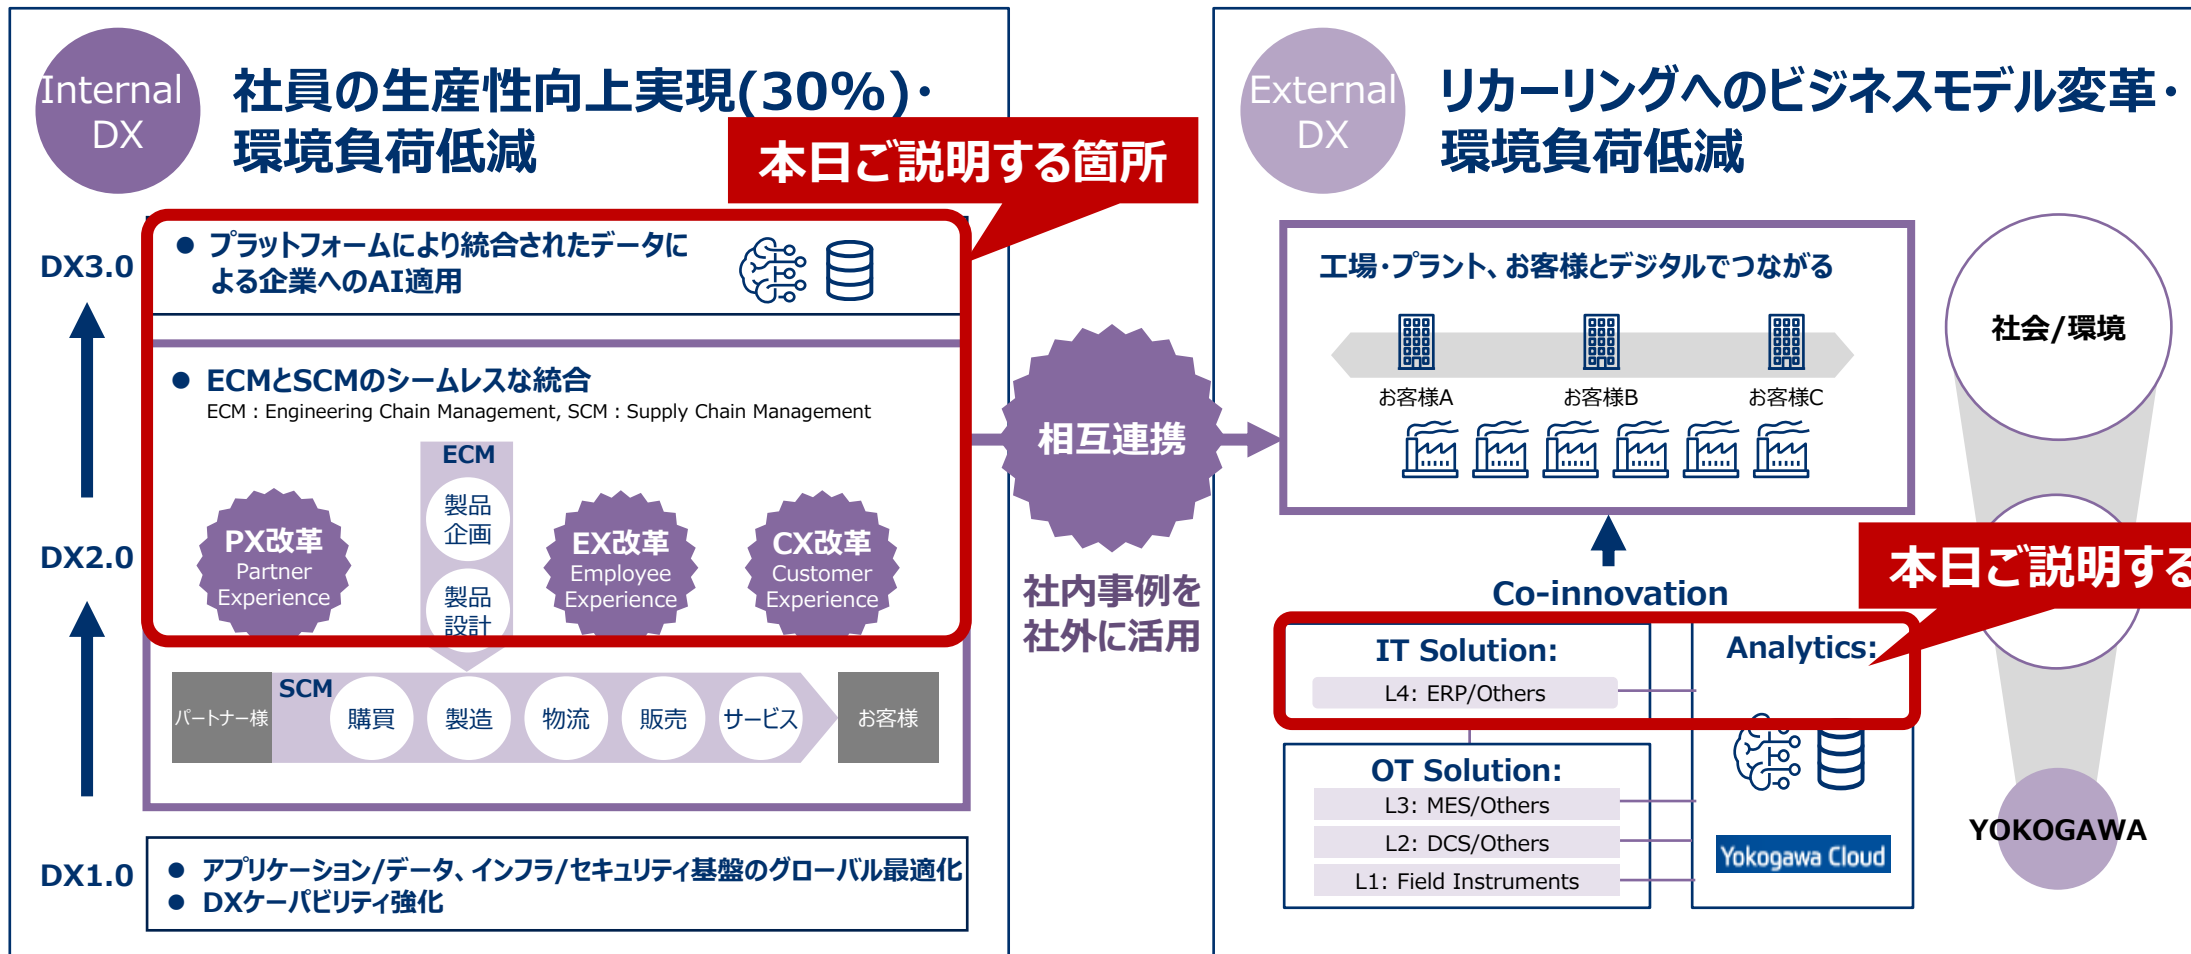 Internal
DX
社員の生産性向上実現(30%)・
環境負荷低減
本日ご説明する箇所
DX3.0
● プラットフォームにより統合されたデータに
よる企業へのAI適用
● ECMとSCMのシームレスな統合
ECM : Engineering Chain Management, SCM : Supply Chain Management
ECM
製品
企画
製品
設計
DX2.0
PX改革
Partner
Experience
EX改革
Employee
Experience
CX改革
Customer
Experience
パートナー様
SCM
購買
製造
物流
販売
サービス
お客様
DX1.0
● アプリケーション/データ、インフラ/セキュリティ基盤のグローバル最適化
● DXケーパビリティ強化
相互連携
社内事例を
社外に活用
External
DX
リカーリングへのビジネスモデル変革・
環境負荷低減
工場・プラント、お客様とデジタルでつながる
お客様A
お客様B
お客様C
Co-innovation
本日ご説明する
IT Solution:
L4: ERP/Others
Analytics:
OT Solution:
L3: MES/Others
L2: DCS/Others
L1: Field Instruments
Yokogawa Cloud
社会/環境
YOKOGAWA